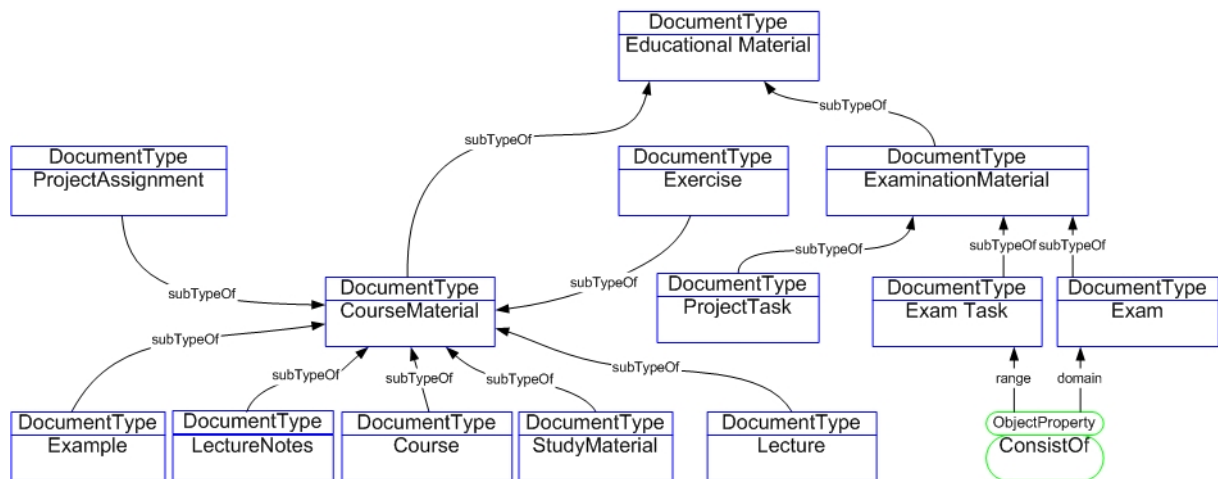 DocumentType
Educational Material
subTypeOf
subTypeOf
DocumentType
ProjectAssignment
DocumentType
Exercise
DocumentType
ExaminationMaterial
subTypeOf
subTypeOf
subTypeOf
subTypeOf
subTypeOf
DocumentType
CourseMaterial
DocumentType
ProjectTask
DocumentType
Exam Task
DocumentType
Exam
subTypeOf
subTypeOf
subTypeOf
subTypeOf
subTypeOf
range
domain
DocumentType
Example
DocumentType
LectureNotes
DocumentType
Course
DocumentType
StudyMaterial
DocumentType
Lecture
ObjectProperty
ConsistOf